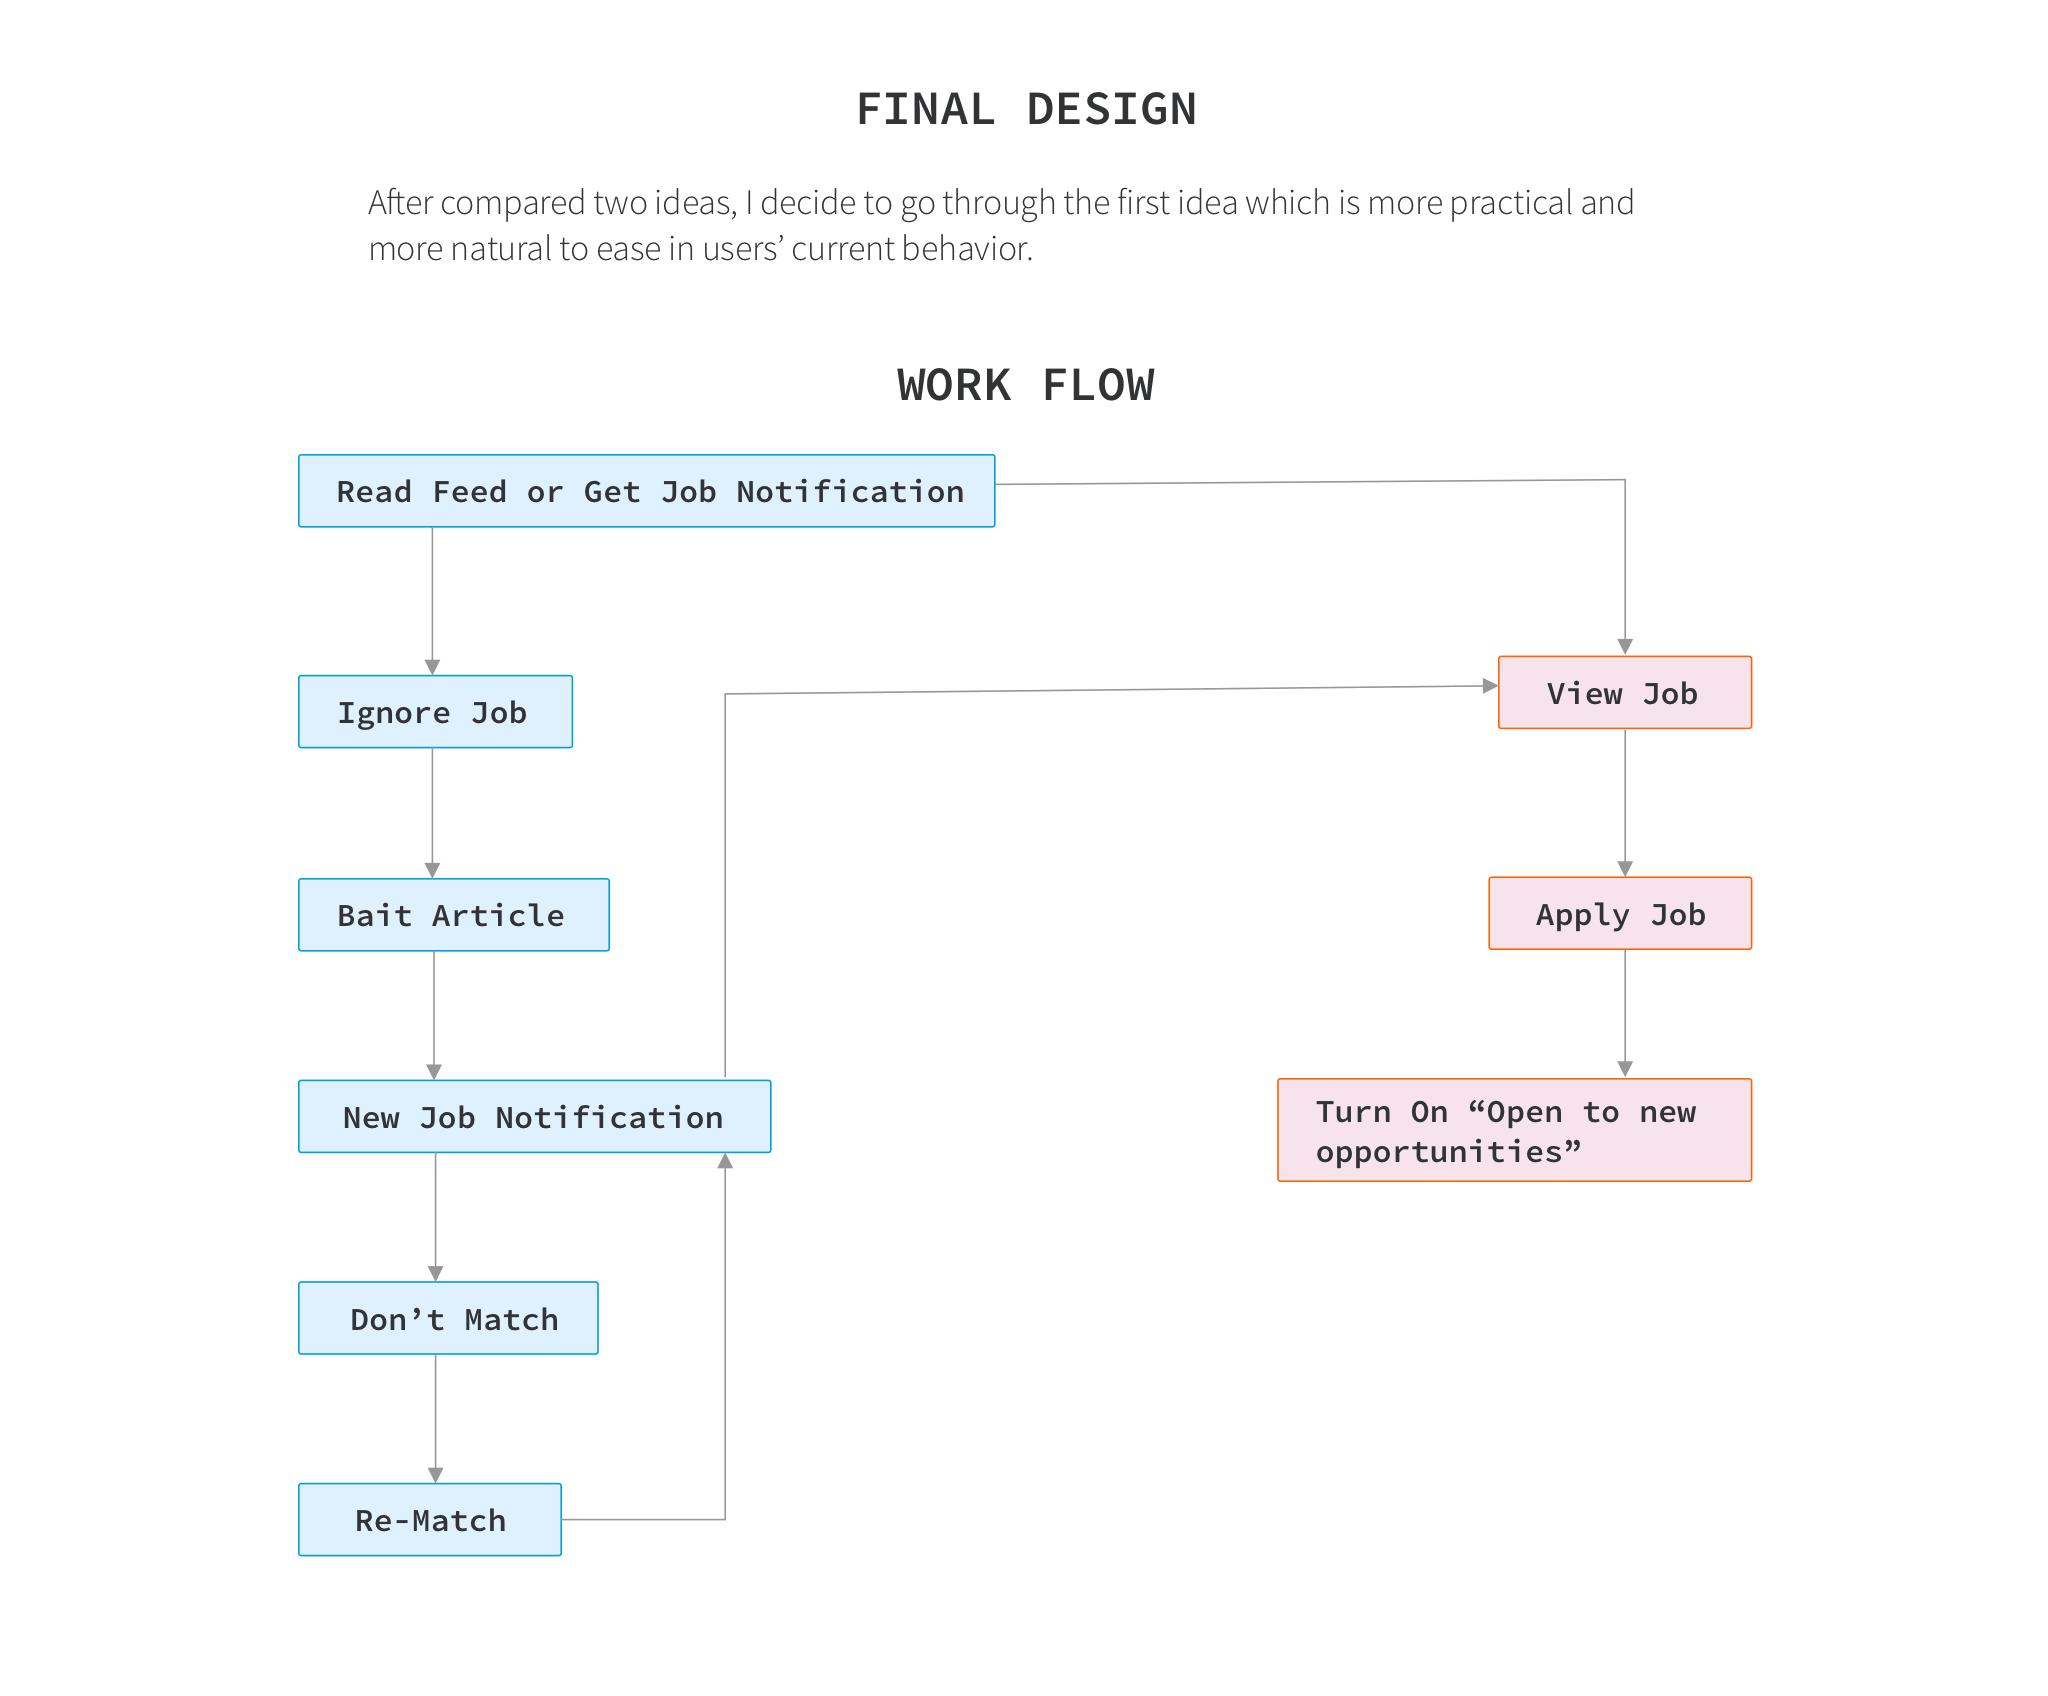 FINAL DESIGN
After compared two ideas, I decide to go through the first idea which is more practical and
more natural to ease in users’ current behavior.
WORK FLOW
Read Feed or Get Job Notification
Ignore Job
View Job
Bait Article
Apply Job
New Job Notification
Turn On “Open to new
opportunities”
Don’t Match
Re-Match